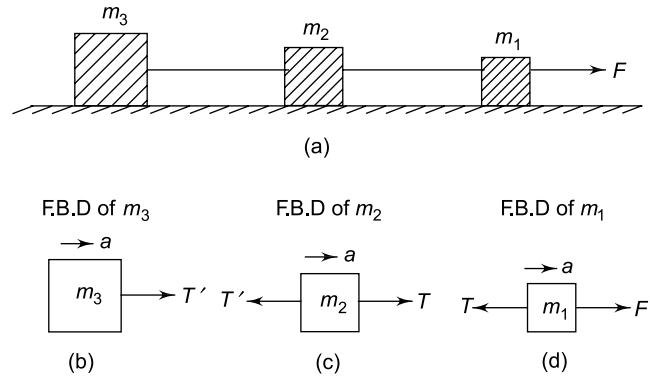 m₃
m₂
m₁
F
(a)
F.B.D of m₃
F.B.D of m₂
F.B.D of m₁
a
a
a
m₃
T′
T′
m₂
T
T
m₁
F
(b)
(c)
(d)